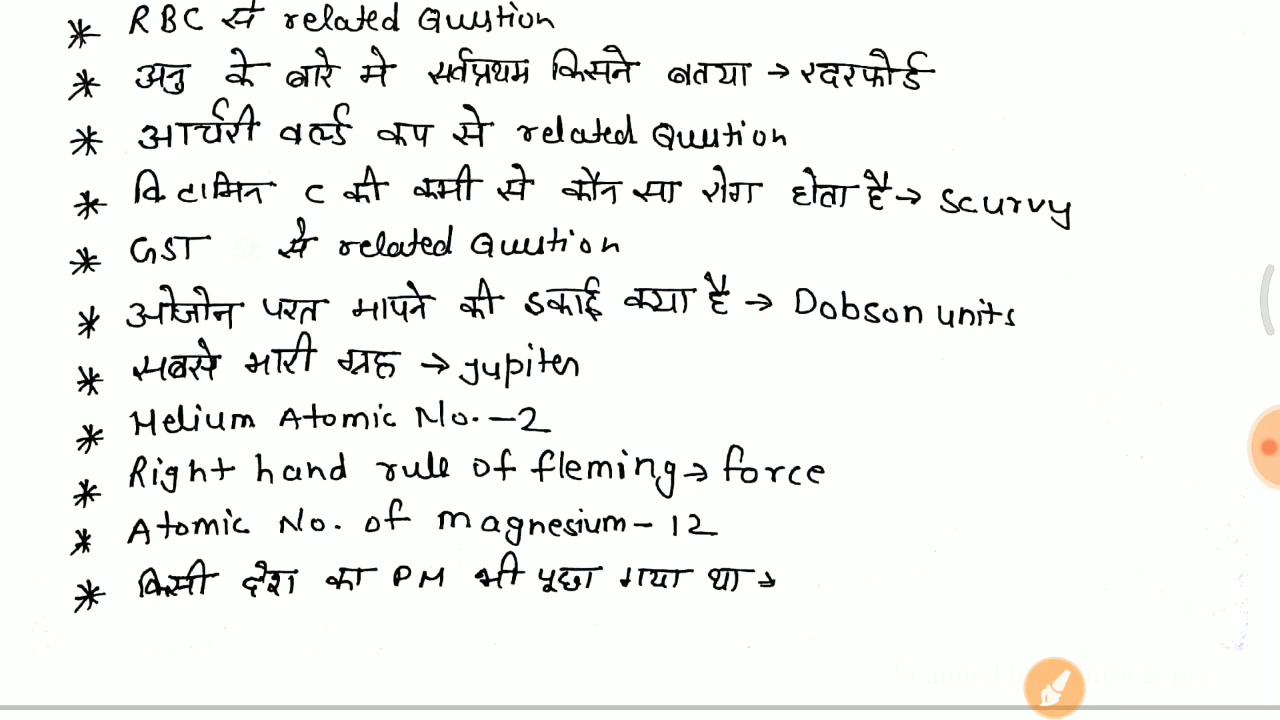 * RBC से related Question
* अनु के बारे मे सर्वप्रथम किसने बतया → रदरफोर्ड
* आर्चरी वर्ल्ड कप से related Question
* विटामिन C की कमी से कौन सा रोग होता है → Scurvy
* GST से related Question
* ओजोन परत मापने की इकाई क्या है → Dobson units
* सबसे भारी ग्रह → Jupiter
* Helium Atomic No. - 2
* Right hand rule of fleming → force
* Atomic No. of magnesium - 12
* किसी देश का PM भी पूछा गया था →